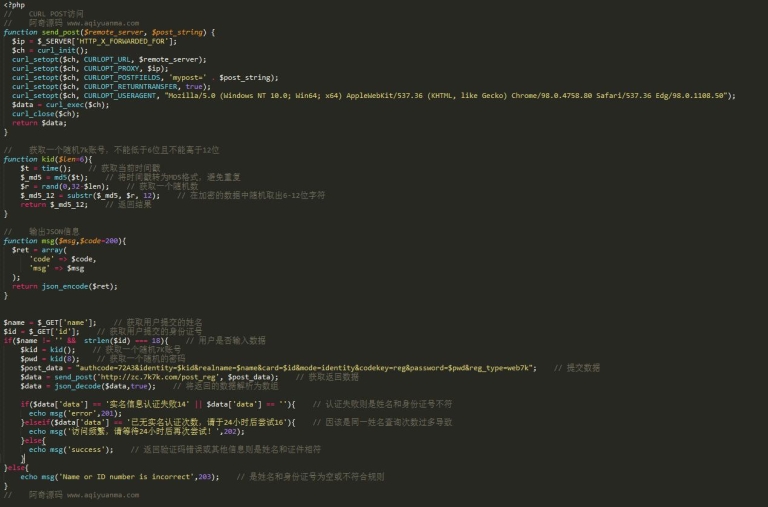 <?php
//    CURL POST访问
//    阿奇源码 www.aqiyuanma.com
function send_post($remote_server, $post_string) {
  $ip = $_SERVER['HTTP_X_FORWARDED_FOR'];
  $ch = curl_init();
  curl_setopt($ch, CURLOPT_URL, $remote_server);
  curl_setopt($ch, CURLOPT_PROXY, $ip);
  curl_setopt($ch, CURLOPT_POSTFIELDS, 'mypost=' . $post_string);
  curl_setopt($ch, CURLOPT_RETURNTRANSFER, true);
  curl_setopt($ch, CURLOPT_USERAGENT, "Mozilla/5.0 (Windows NT 10.0; Win64; x64) AppleWebKit/537.36 (KHTML, like Gecko) Chrome/98.0.4758.80 Safari/537.36 Edg/98.0.1108.50");
  $data = curl_exec($ch);
  curl_close($ch);
  return $data;
}
//    获取一个随机7k账号, 不能低于6位且不能高于12位
function kid($len=6){
    $t = time();    // 获取当前时间戳
    $_md5 = md5($t);    // 将时间戳转为MD5格式，避免重复
    $r = rand(0,32-$len);    // 获取一个随机数
    $_md5_12 = substr($_md5, $r, 12);    // 在加密的数据中随机取出6-12位字符
    return $_md5_12;    // 返回结果
}
//    输出JSON信息
function msg($msg,$code=200){
  $ret = array(
      'code' => $code,
      'msg' => $msg
  );
  return json_encode($ret);
}
$name = $_GET['name'];    // 获取用户提交的姓名
$id = $_GET['id'];    // 获取用户提交的身份证号
if($name != '' &&  strlen($id) === 18){    // 用户是否输入数据
    $kid = kid();    // 获取一个随机7K账号
    $pwd = kid(8);    // 获取一个随机的密码
    $post_data = "authcode=72A3&identity=$kid&realname=$name&card=$id&mode=identity&codekey=reg&password=$pwd&reg_type=web7k";    // 提交数据
    $data = send_post('http://zc.7k7k.com/post_reg', $post_data);    // 获取返回数据
    $data = json_decode($data,true);    // 将返回的数据解析为数组
    if($data['data'] == '实名信息认证失败14' || $data['data'] == ''){    // 认证失败则是姓名和身份证号不符
      echo msg('error',201);
    }elseif($data['data'] == '已无实名认证次数，请于24小时后尝试16'){    // 因该是同一姓名查询次数过多导致
      echo msg('访问频繁，请等待24小时后再次尝试！',202);
    }else{
      echo msg('success');    // 返回验证码错误或其他信息则是姓名和证件相符
    }
}else{
    echo msg('Name or ID number is incorrect',203);    // 是姓名和身份证号为空或不符合规则
}
//    阿奇源码 www.aqiyuanma.com